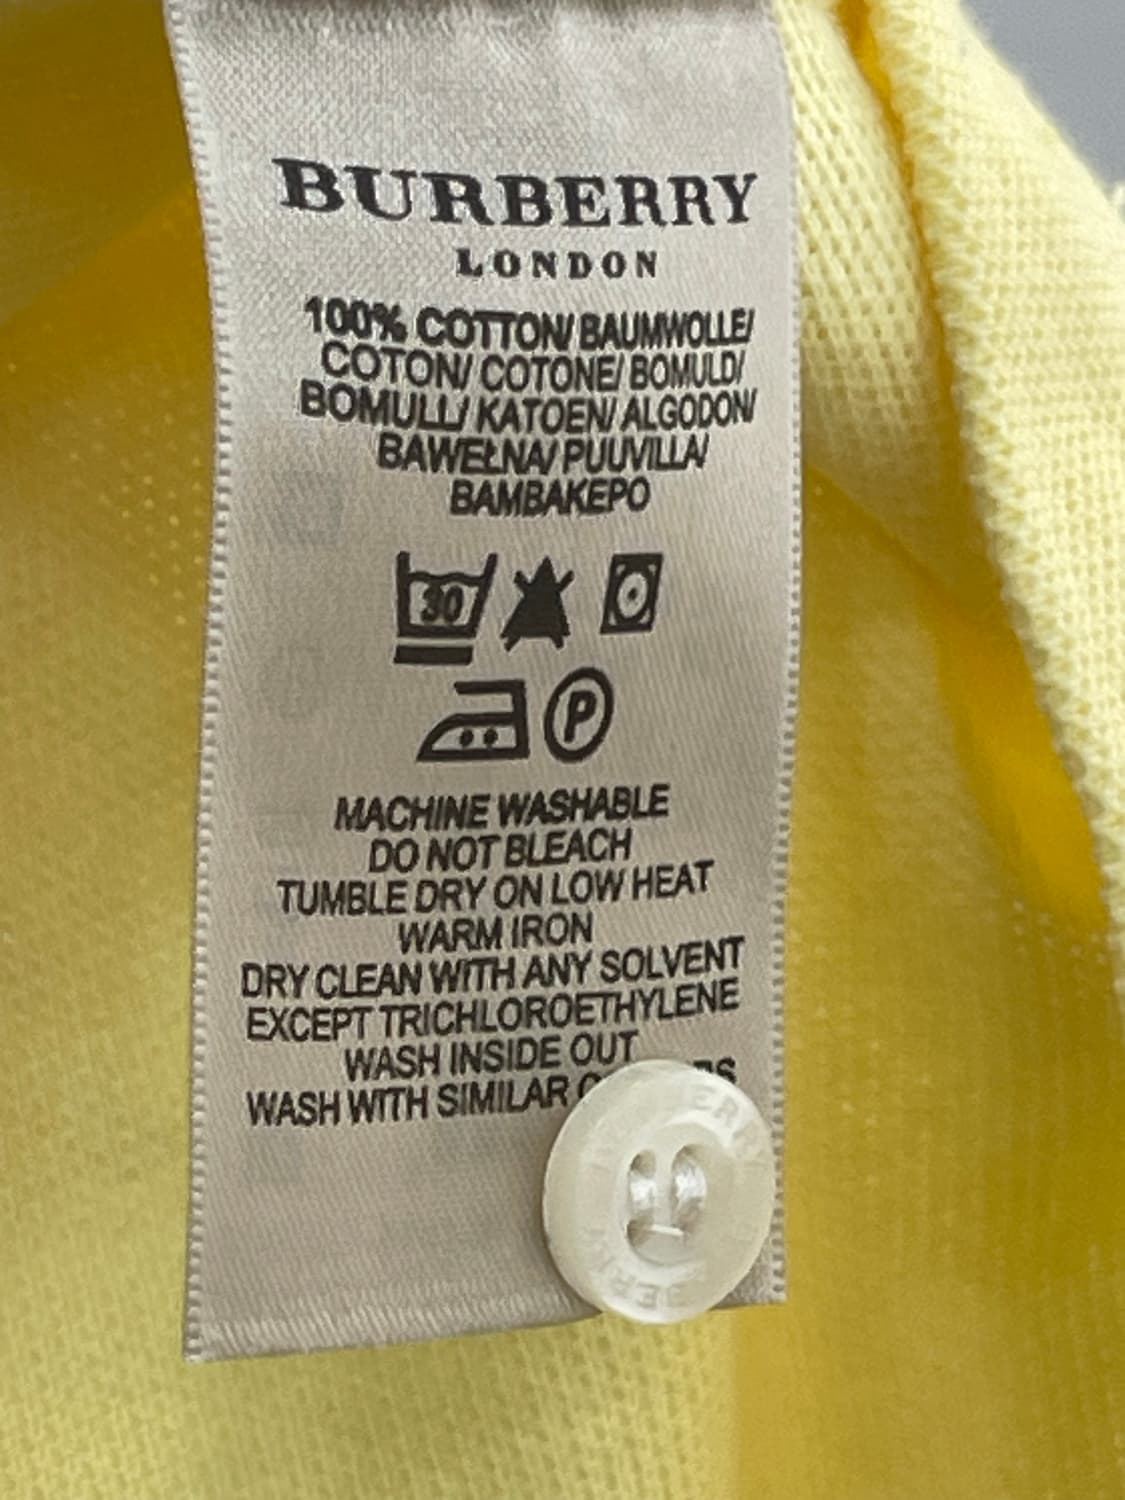 BURBERRY
LONDON
100% COTTON/ BAUMWOLLE/
COTON/ COTONE/ BOMULD/
BOMULL/ KATOEN/ ALGODON/
BAWEŁNA/ PUUVILLA/
BAMBAKEPO
30
P
MACHINE WASHABLE
DO NOT BLEACH
TUMBLE DRY ON LOW HEAT
WARM IRON
DRY CLEAN WITH ANY SOLVENT
EXCEPT TRICHLOROETHYLENE
WASH INSIDE OUT
WASH WITH SIMILAR